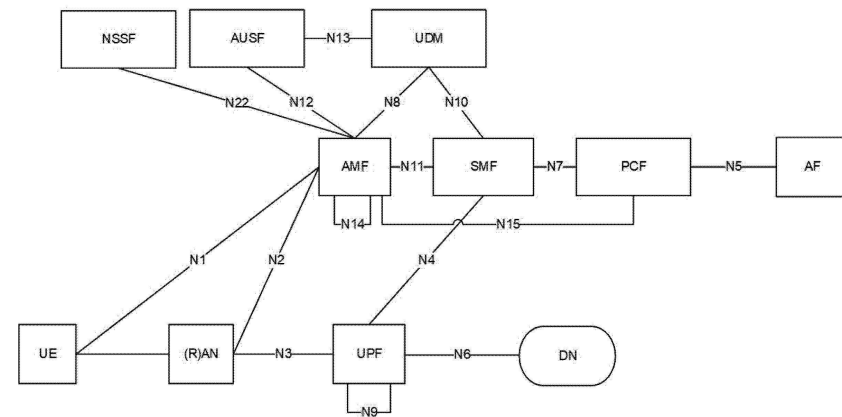 NSSF
AUSF
N13
UDM
N22
N12
N8
N10
AMF
N11
SMF
N7
PCF
N5
AF
N14
N15
N1
N2
N4
UE
(R)AN
N3
UPF
N6
DN
N9